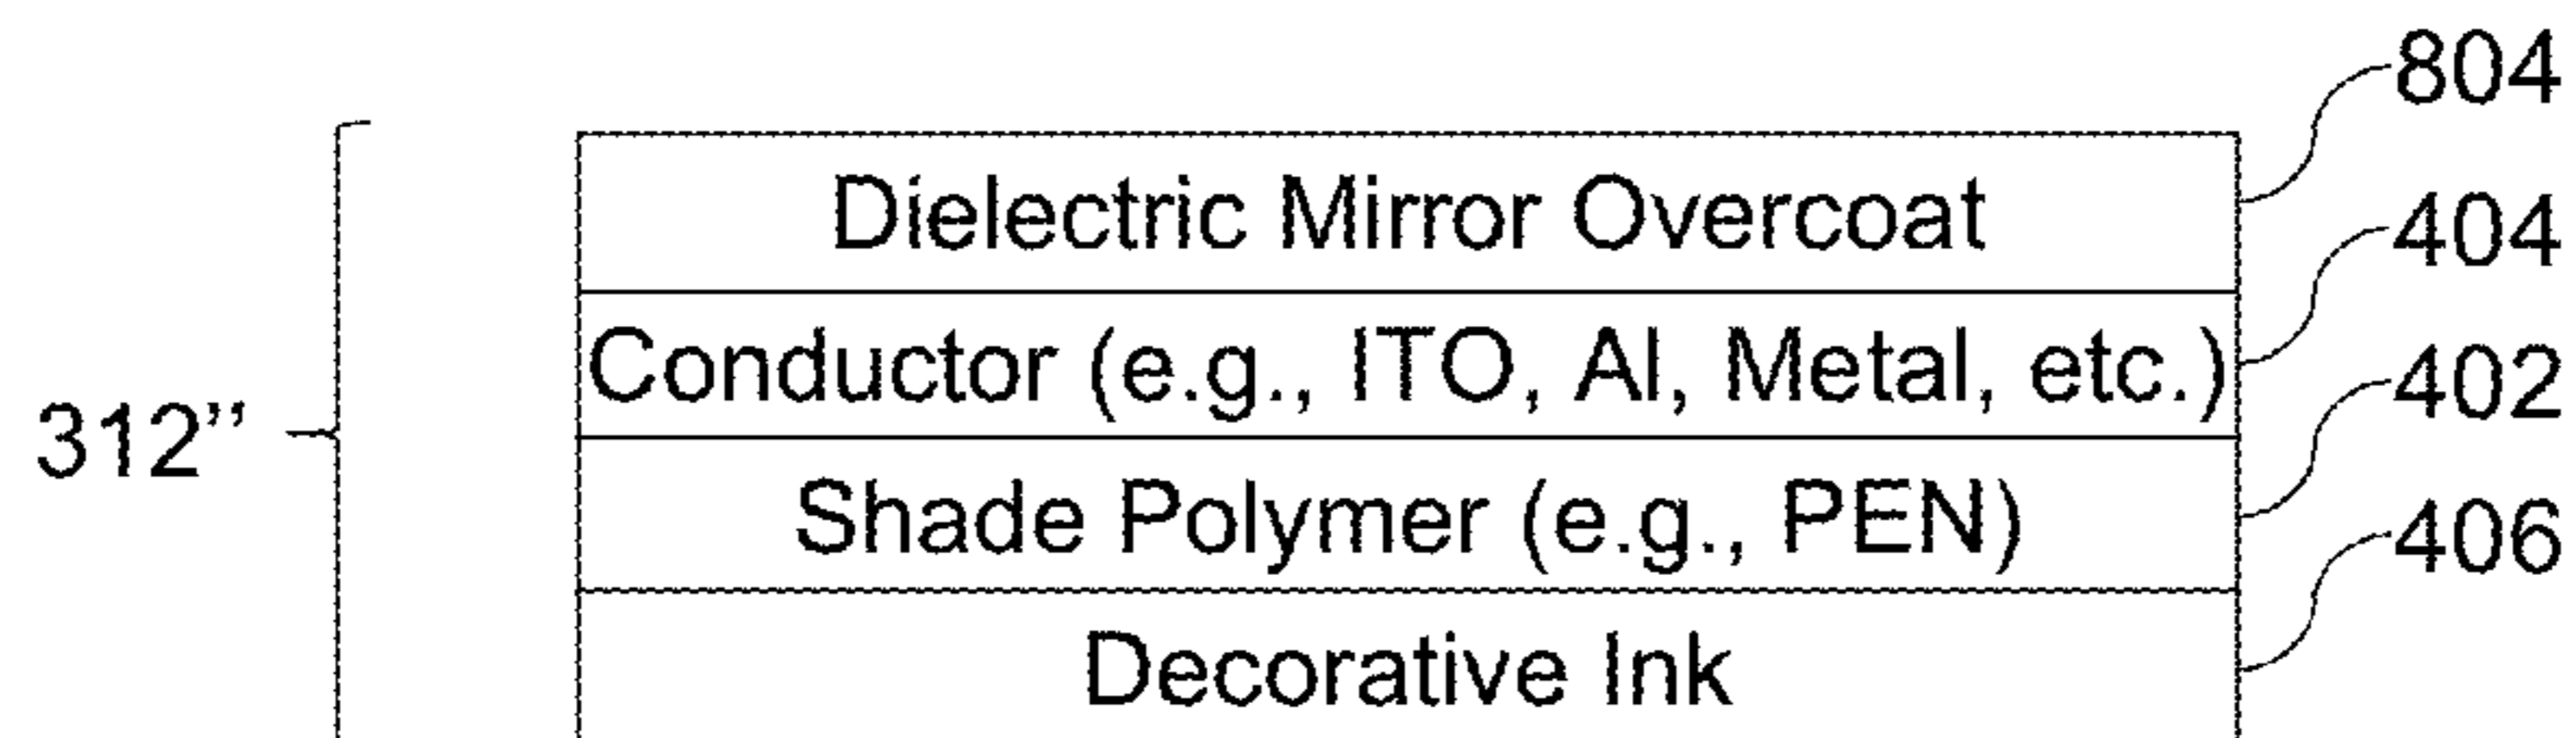 804
Dielectric Mirror Overcoat
404
Conductor (e.g., ITO, Al, Metal, etc.)
402
312”
Shade Polymer (e.g., PEN)
406
Decorative Ink